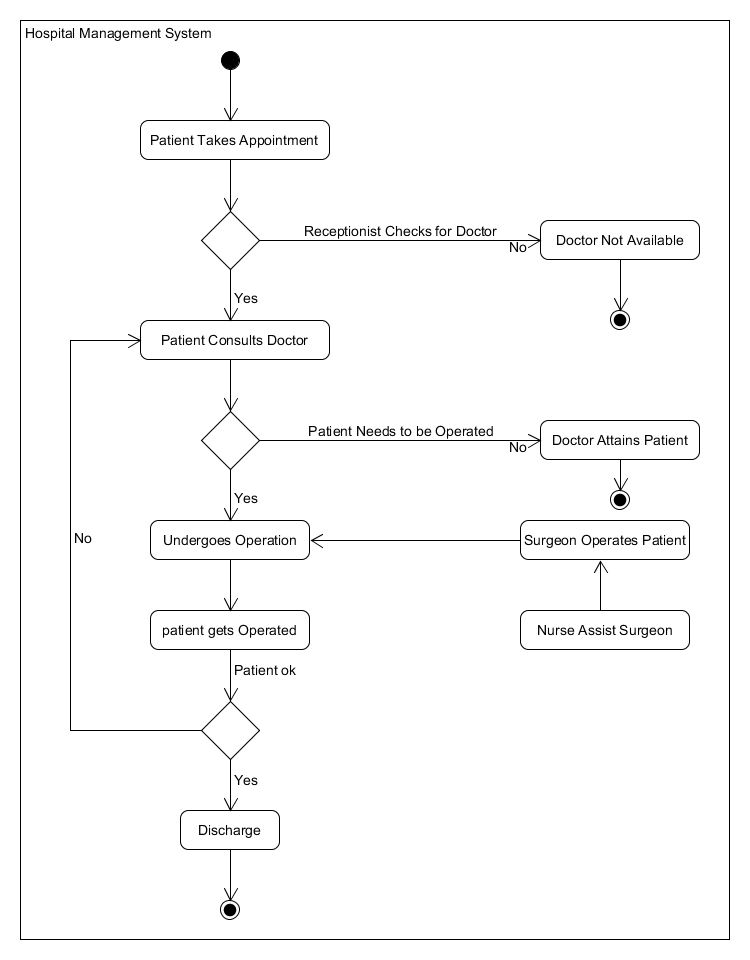 Hospital Management System
Patient Takes Appointment
Receptionist Checks for Doctor
No
Doctor Not Available
Yes
Patient Consults Doctor
Patient Needs to be Operated
No
Doctor Attains Patient
Yes
Undergoes Operation
Surgeon Operates Patient
No
patient gets Operated
Nurse Assist Surgeon
Patient ok
Yes
Discharge